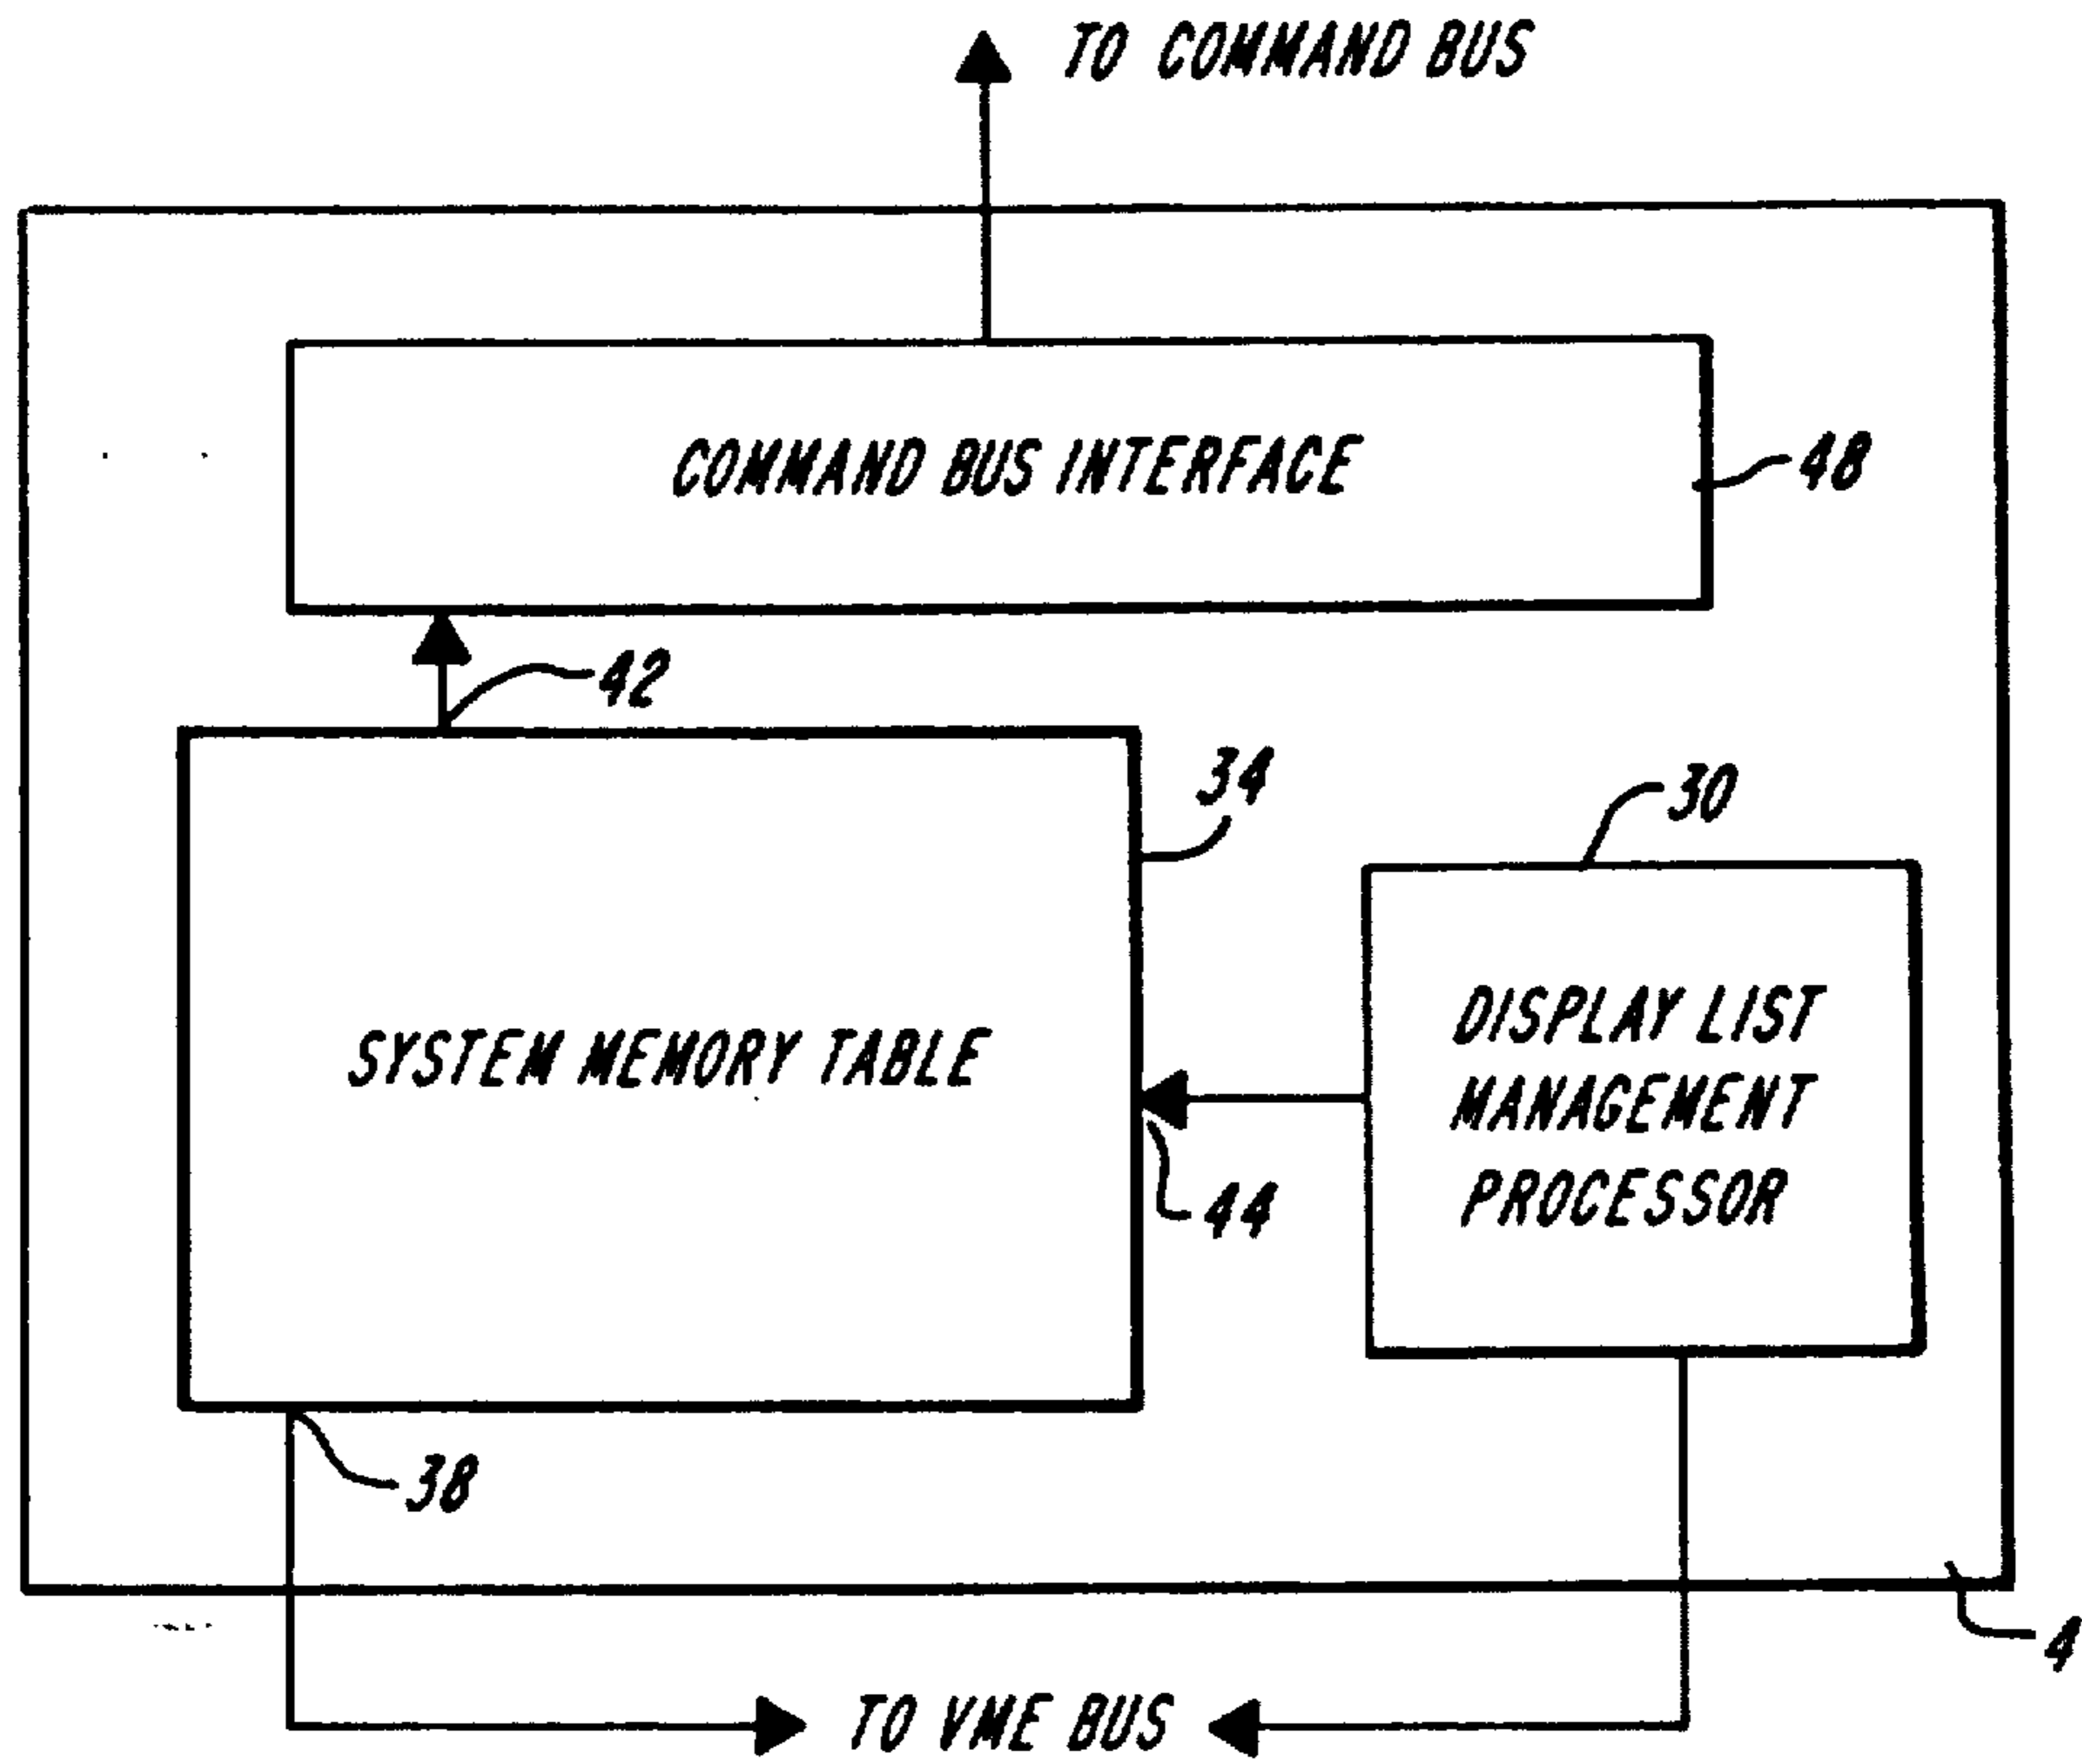 TO COMMAND BUS
COMMAND BUS INTERFACE
48
42
34
30
SYSTEM MEMORY TABLE
DISPLAY LIST
MANAGEMENT
PROCESSOR
44
38
4
TO VME BUS